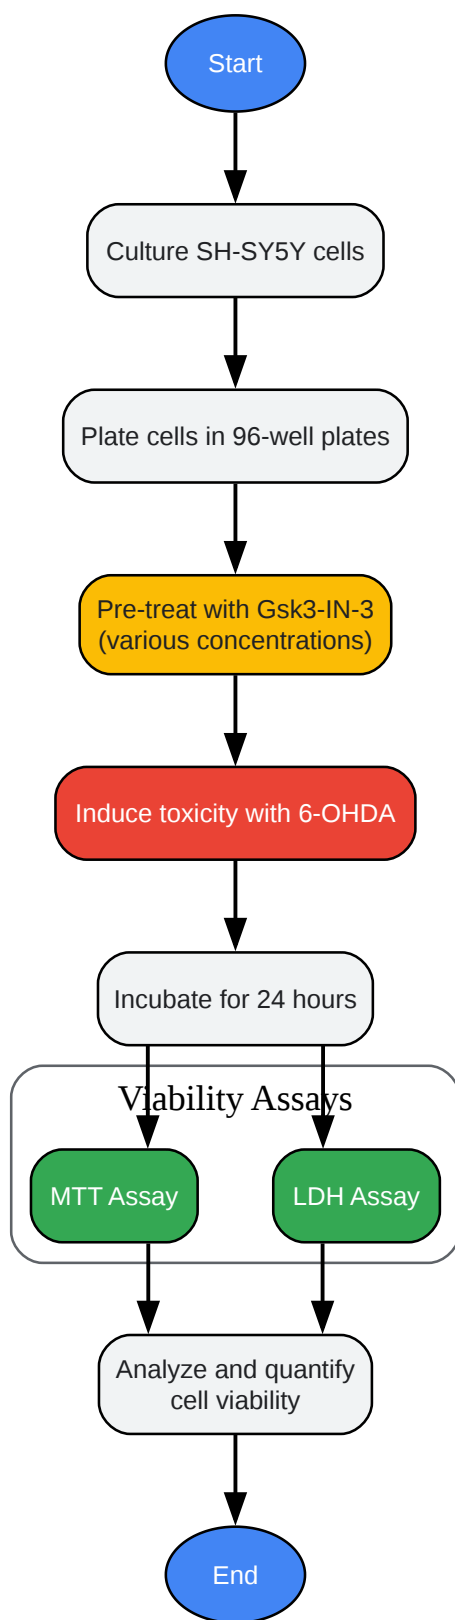 Start
Culture SH-SY5Y cells
Plate cells in 96-well plates
Pre-treat with Gsk3-IN-3
(various concentrations)
Induce toxicity with 6-OHDA
Incubate for 24 hours
Viability Assays
MTT Assay
LDH Assay
Analyze and quantify
cell viability
End